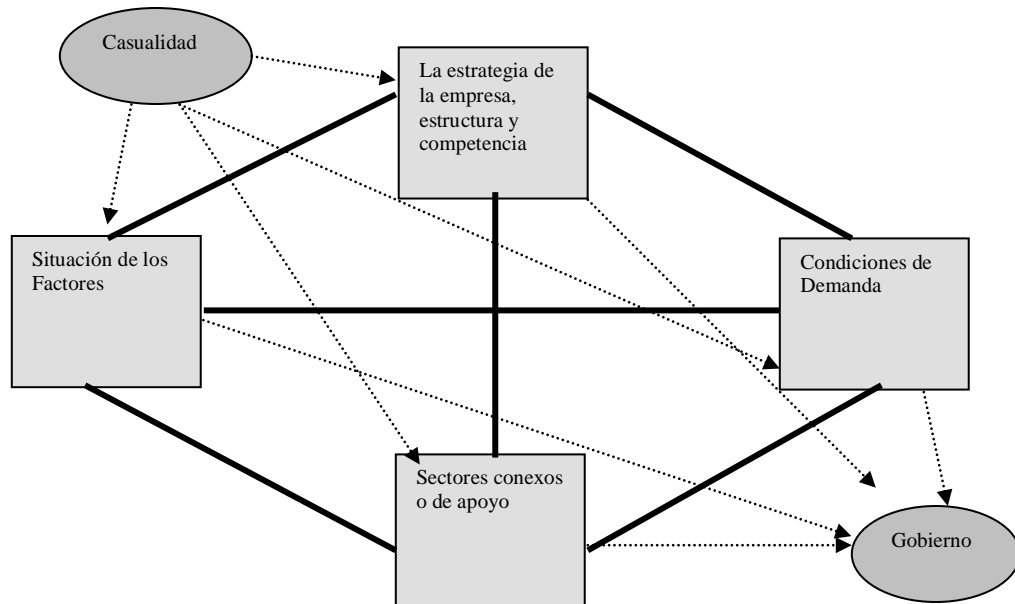 Casualidad
La estrategia de
la empresa,
estructura y
competencia
Situación de los
Factores
Condiciones de
Demanda
Sectores conexos
o de apoyo
Gobierno